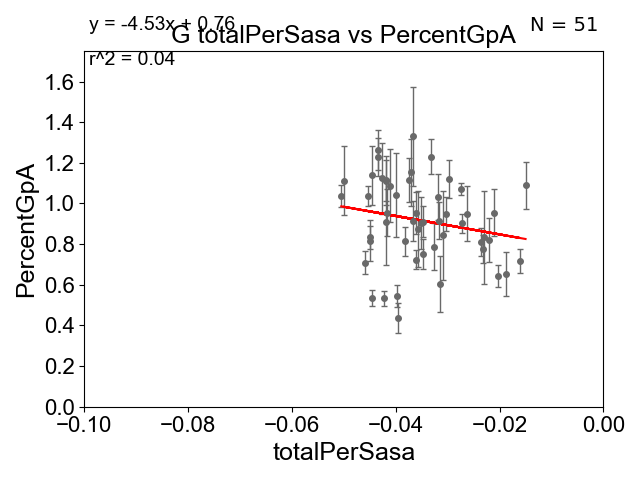 y = -4.53x + 0.76
N = 51
G totalPerSasa vs PercentGpA
r^2 = 0.04
1.6
1.4
1.2
1.0
0.8
0.6
0.4
0.2
0.0
PercentGpA
−0.10 −0.08 −0.06 −0.04 −0.02 0.00
totalPerSasa